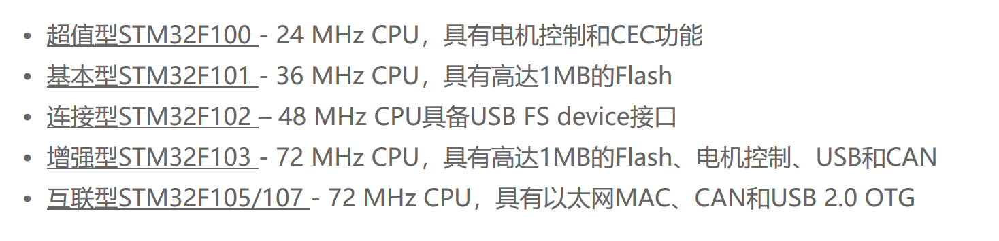 • 超值型STM32F100 - 24 MHz CPU，具有电机控制和CEC功能
• 基本型STM32F101 - 36 MHz CPU，具有高达1MB的Flash
• 连接型STM32F102 – 48 MHz CPU具备USB FS device接口
• 增强型STM32F103 - 72 MHz CPU，具有高达1MB的Flash、电机控制、USB和CAN
• 互联型STM32F105/107 - 72 MHz CPU，具有以太网MAC、CAN和USB 2.0 OTG